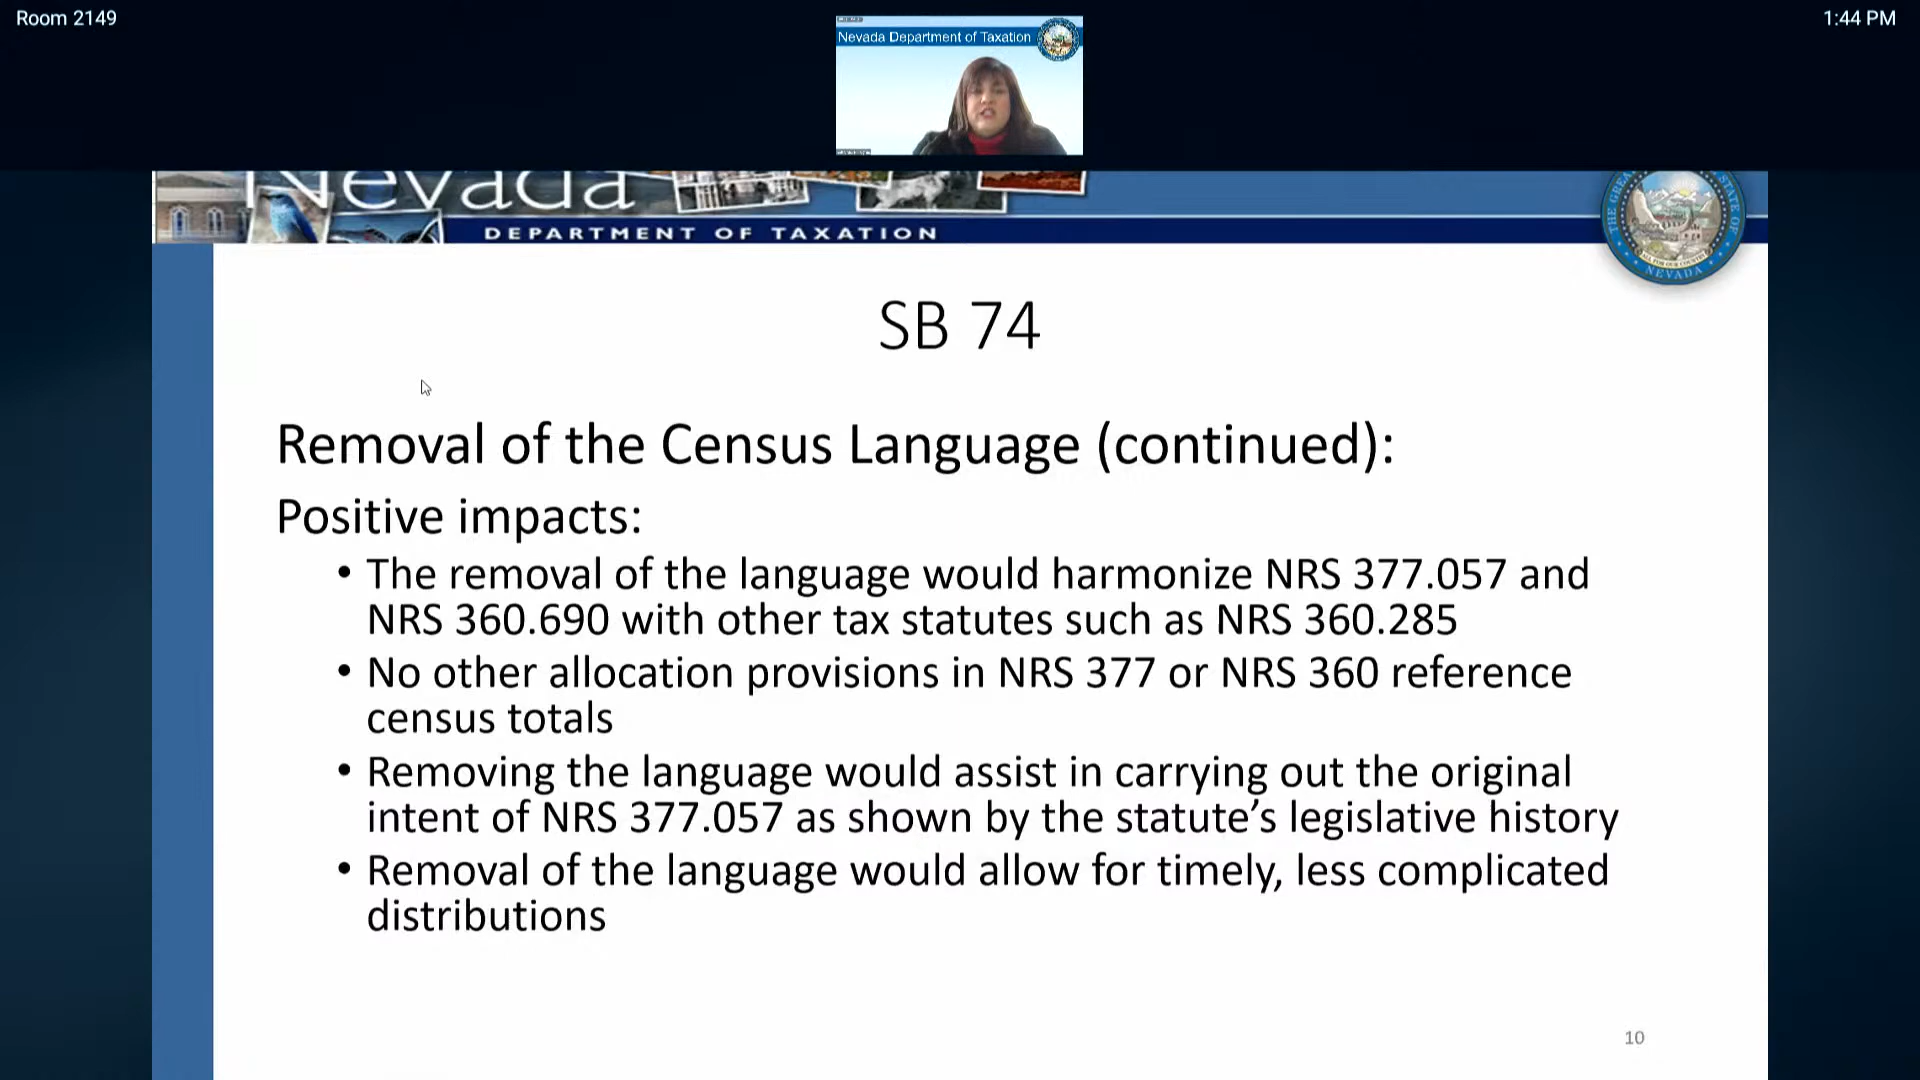 Room 2149
1:44 PM
Nevada Department of Taxation
Nevada
DEPARTMENT OF TAXATION
NEVADA
SB 74
Removal of the Census Language (continued):
Positive impacts:
• The removal of the language would harmonize NRS 377.057 and
NRS 360.690 with other tax statutes such as NRS 360.285
• No other allocation provisions in NRS 377 or NRS 360 reference
census totals
• Removing the language would assist in carrying out the original
intent of NRS 377.057 as shown by the statute’s legislative history
• Removal of the language would allow for timely, less complicated
distributions
10